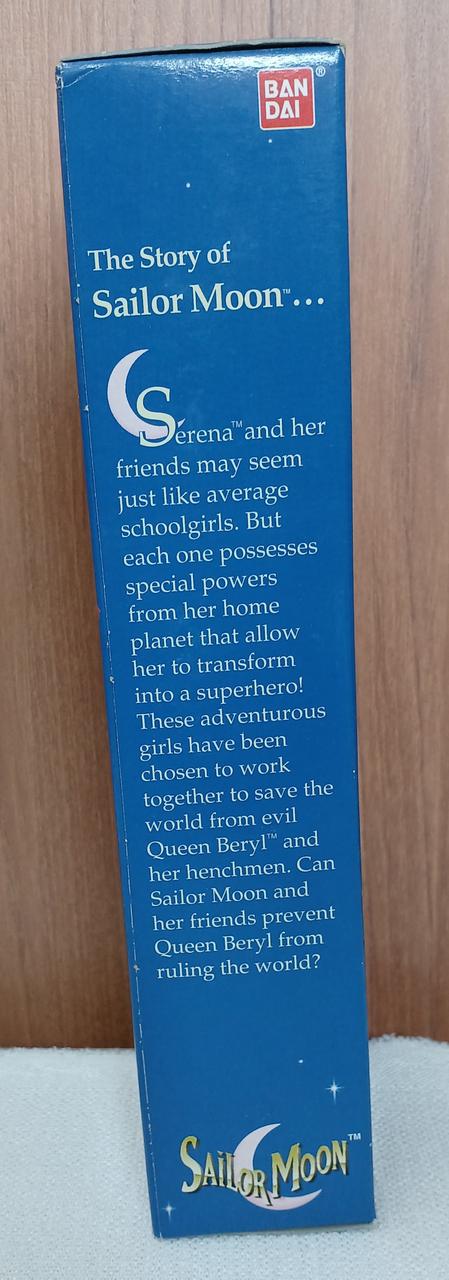 BAN
DAI
®
The Story of
Sailor Moon™...
Serena™ and her
friends may seem
just like average
schoolgirls. But
each one possesses
special powers
from her home
planet that allow
her to transform
into a superhero!
These adventurous
girls have been
chosen to work
together to save the
world from evil
Queen Beryl™ and
her henchmen. Can
Sailor Moon and
her friends prevent
Queen Beryl from
ruling the world?
SAiLOR MOON™